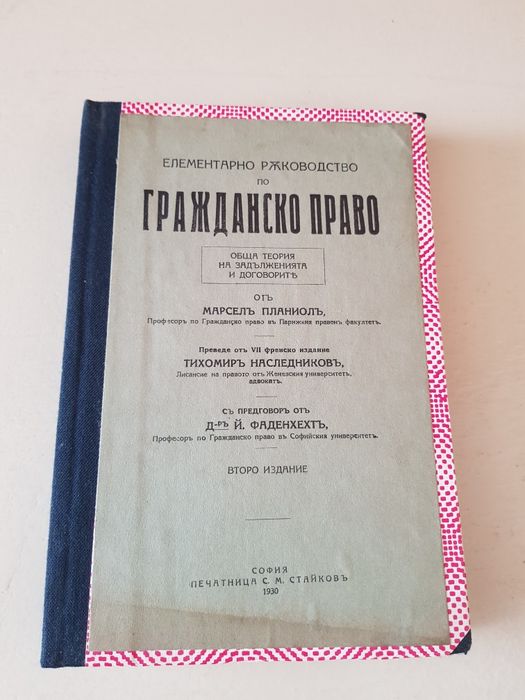 ЕЛЕМЕНТАРНО РѪКОВОДСТВО
ПО
ГРАЖДАНСКО ПРАВО
ОБЩА ТЕОРИЯ
НА ЗАДЪЛЖЕНИЯТА
И ДОГОВОРИТѢ
ОТЪ
МАРСЕЛЪ ПЛАНИОЛЪ,
Професоръ по Гражданско право въ Парижкия правенъ факултетъ.
Преведе отъ VII френско издание
ТИХОМИРЪ НАСЛЕДНИКОВЪ,
Лисансие на правото отъ Женевския университетъ,
адвокатъ.
СЪ ПРЕДГОВОРЪ ОТ
Д-РЪ Й. ФАДЕНХЕХТЪ,
Професоръ по Гражданско право въ Софийския университетъ.
ВТОРО ИЗДАНИЕ
СОФИЯ
ПЕЧАТНИЦА С. М. СТАЙКОВЪ
1930